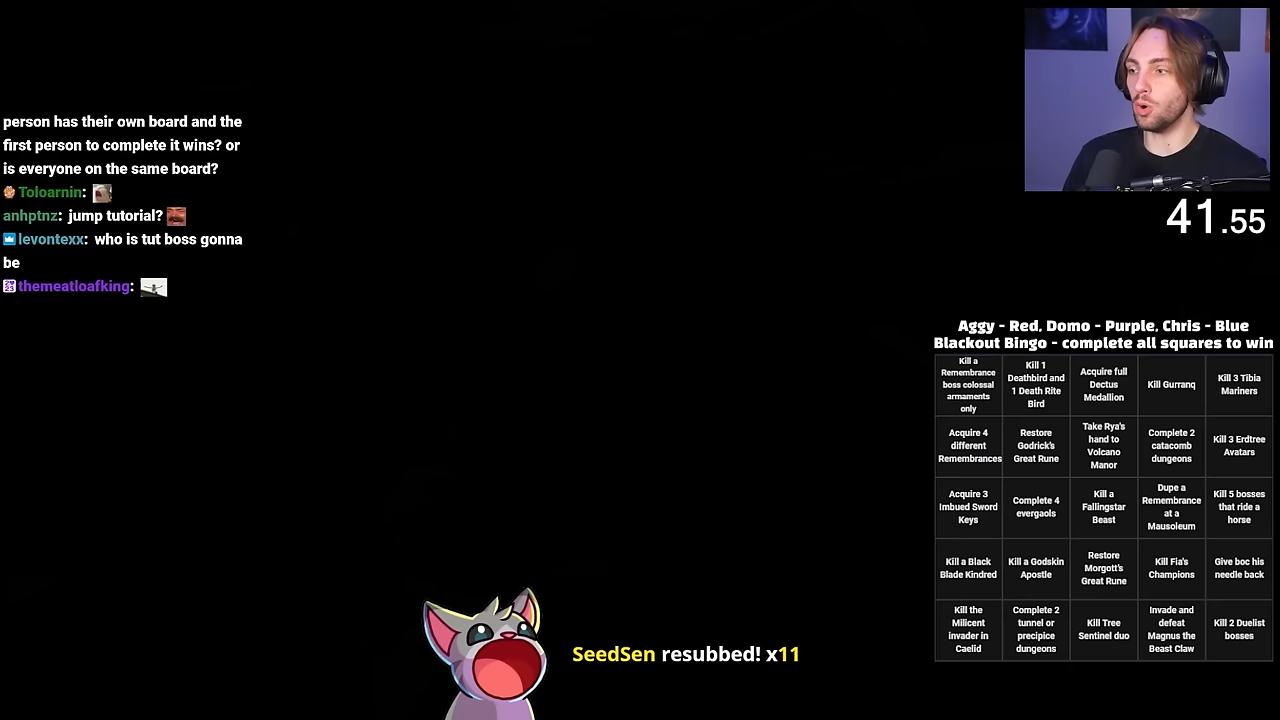 person has their own board and the
first person to complete it wins? or
is everyone on the same board?
Toloarnin:
anhptnz: jump tutorial?
levontexx: who is tut boss gonna
be
themeatloafking:
41.55
Aggy - Red, Domo - Purple, Chris - Blue
Blackout Bingo - complete all squares to win
Kill a
Remembrance
boss colossal
armaments
only
Kill 1
Deathbird and
1 Death Rite
Bird
Acquire full
Dectus
Medallion
Kill Gurranq
Kill 3 Tibia
Mariners
Acquire 4
different
Remembrances
Restore
Godrick's
Great Rune
Take Rya's
hand to
Volcano
Manor
Complete 2
catacomb
dungeons
Kill 3 Erdtree
Avatars
Acquire 3
Imbued Sword
Keys
Complete 4
evergaols
Kill a
Fallingstar
Beast
Dupe a
Remembrance
at a
Mausoleum
Kill 5 bosses
that ride a
horse
Kill a Black
Blade Kindred
Kill a Godskin
Apostle
Restore
Morgott's
Great Rune
Kill Fia's
Champions
Give boc his
needle back
Kill the
Milicent
invader in
Caelid
Complete 2
tunnel or
precipice
dungeons
Kill Tree
Sentinel duo
Invade and
defeat
Magnus the
Beast Claw
Kill 2 Duelist
bosses
SeedSen resubbed! x11